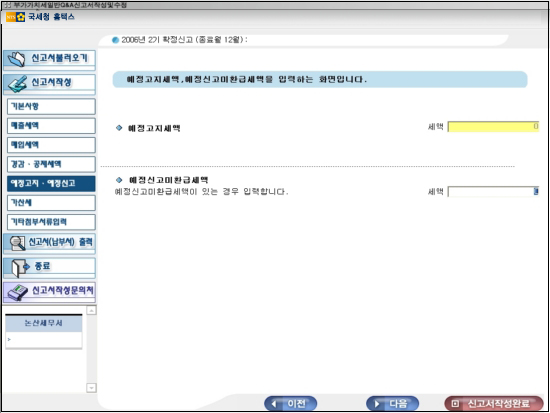 부가가치세일반Q&A신고서작성및수정
국세청 홈텍스
2006년 2기 확정신고 (종료월 12월) :
신고서불러오기
신고서작성
예정고지세액,예정신고미환급세액을 입력하는 화면입니다.
기본사항
매출세액
예정고지세액
세액 0
매입세액
경감 · 공제세액
예정고지 · 예정신고
예정신고미환급세액
예정신고미환급세액이 있는 경우 입력합니다.
세액
가산세
기타첨부서류입력
신고서(납부서) 출력
종료
신고서작성문의처
논산세무서
이전
다음
신고서작성완료